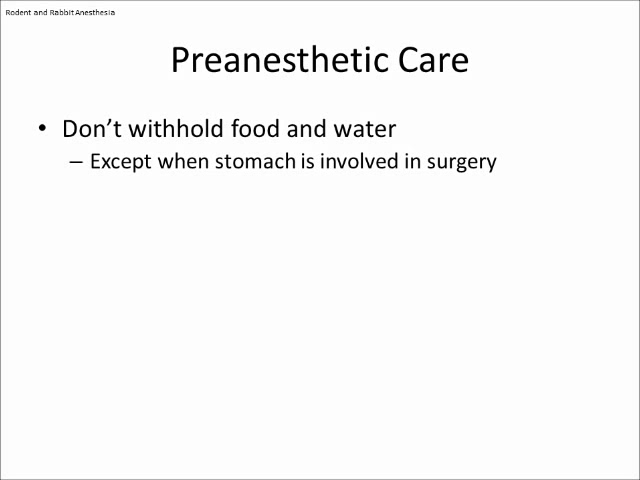 Rodent and Rabbit Anesthesia
Preanesthetic Care
• Don’t withhold food and water
– Except when stomach is involved in surgery